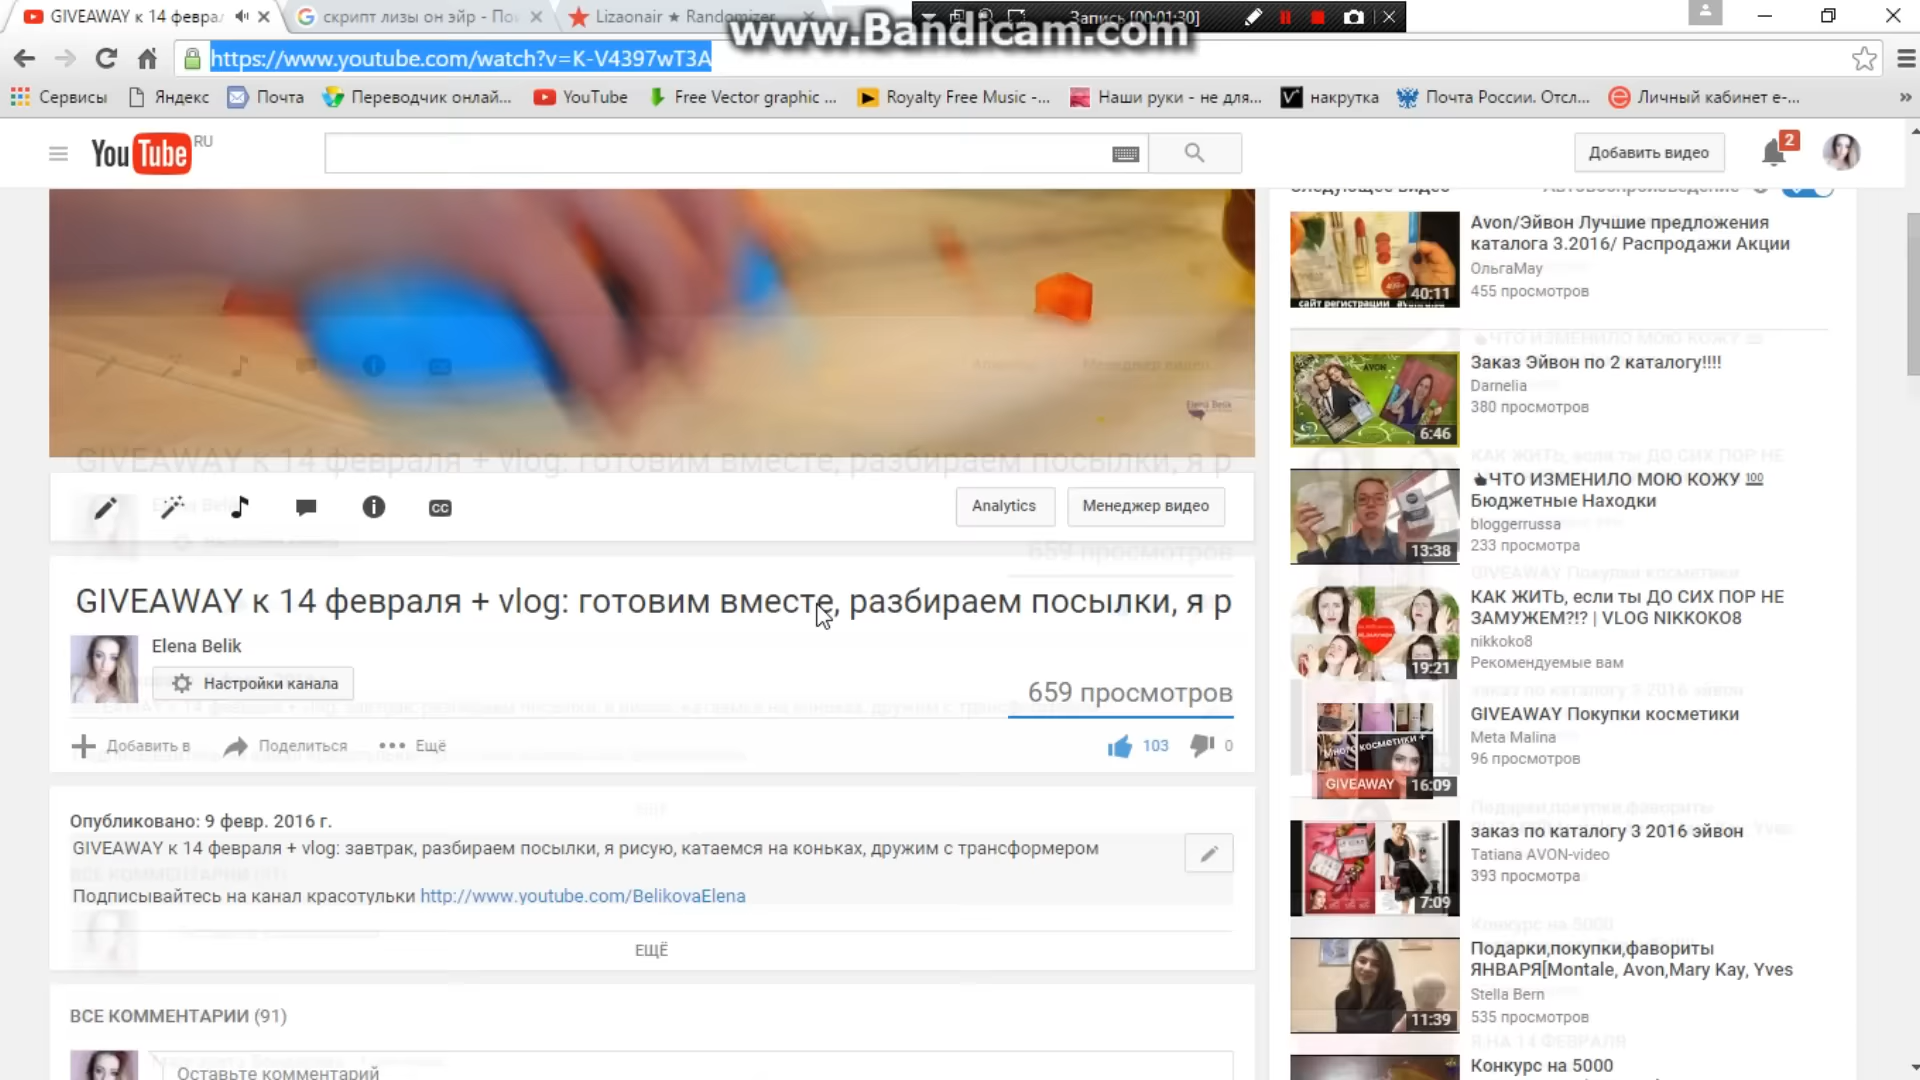 GIVEAWAY к 14 февра
скрипт лизы он эйр - По
Lizaonair ★ Randomizer
Запись [00:01:30]
www.Bandicam.com
https://www.youtube.com/watch?v=K-V4397wT3A
Сервисы
Яндекс
Почта
Переводчик онлай...
YouTube
Free Vector graphic ...
Royalty Free Music -...
Наши руки - не для...
накрутка
Почта России. Отсл...
Личный кабинет e-...
»
YouTube RU
Добавить видео
2
Elena Belik
Analytics
Менеджер видео
GIVEAWAY к 14 февраля + vlog: готовим вместе, разбираем посылки, я р
Elena Belik
Настройки канала
659 просмотров
Добавить в
Поделиться
Ещё
103
0
Опубликовано: 9 февр. 2016 г.
GIVEAWAY к 14 февраля + vlog: завтрак, разбираем посылки, я рисую, катаемся на коньках, дружим с трансформером
Подписывайтесь на канал красотульки http://www.youtube.com/BelikovaElena
ЕЩЁ
ВСЕ КОММЕНТАРИИ (91)
Оставьте комментарий
Следующее видео
Автовоспроизведение
40:11
Avon/Эйвон Лучшие предложения
каталога 3.2016/ Распродажи Акции
ОльгаMay
455 просмотров
AVON
6:46
Заказ Эйвон по 2 каталогу!!!!
Darnelia
380 просмотров
13:38
ЧТО ИЗМЕНИЛО МОЮ КОЖУ 100
Бюджетные Находки
bloggerrussa
233 просмотра
19:21
КАК ЖИТЬ, если ты ДО СИХ ПОР НЕ
ЗАМУЖЕМ?!? | VLOG NIKKOKO8
nikkoko8
Рекомендуемые вам
Много косметики +
GIVEAWAY
16:09
GIVEAWAY Покупки косметики
Meta Malina
96 просмотров
7:09
заказ по каталогу 3 2016 эйвон
Tatiana AVON-video
393 просмотра
11:39
Подарки,покупки,фавориты
ЯНВАРЯ[Montale, Avon,Mary Kay, Yves
Stella Bern
535 просмотров
Конкурс на 5000